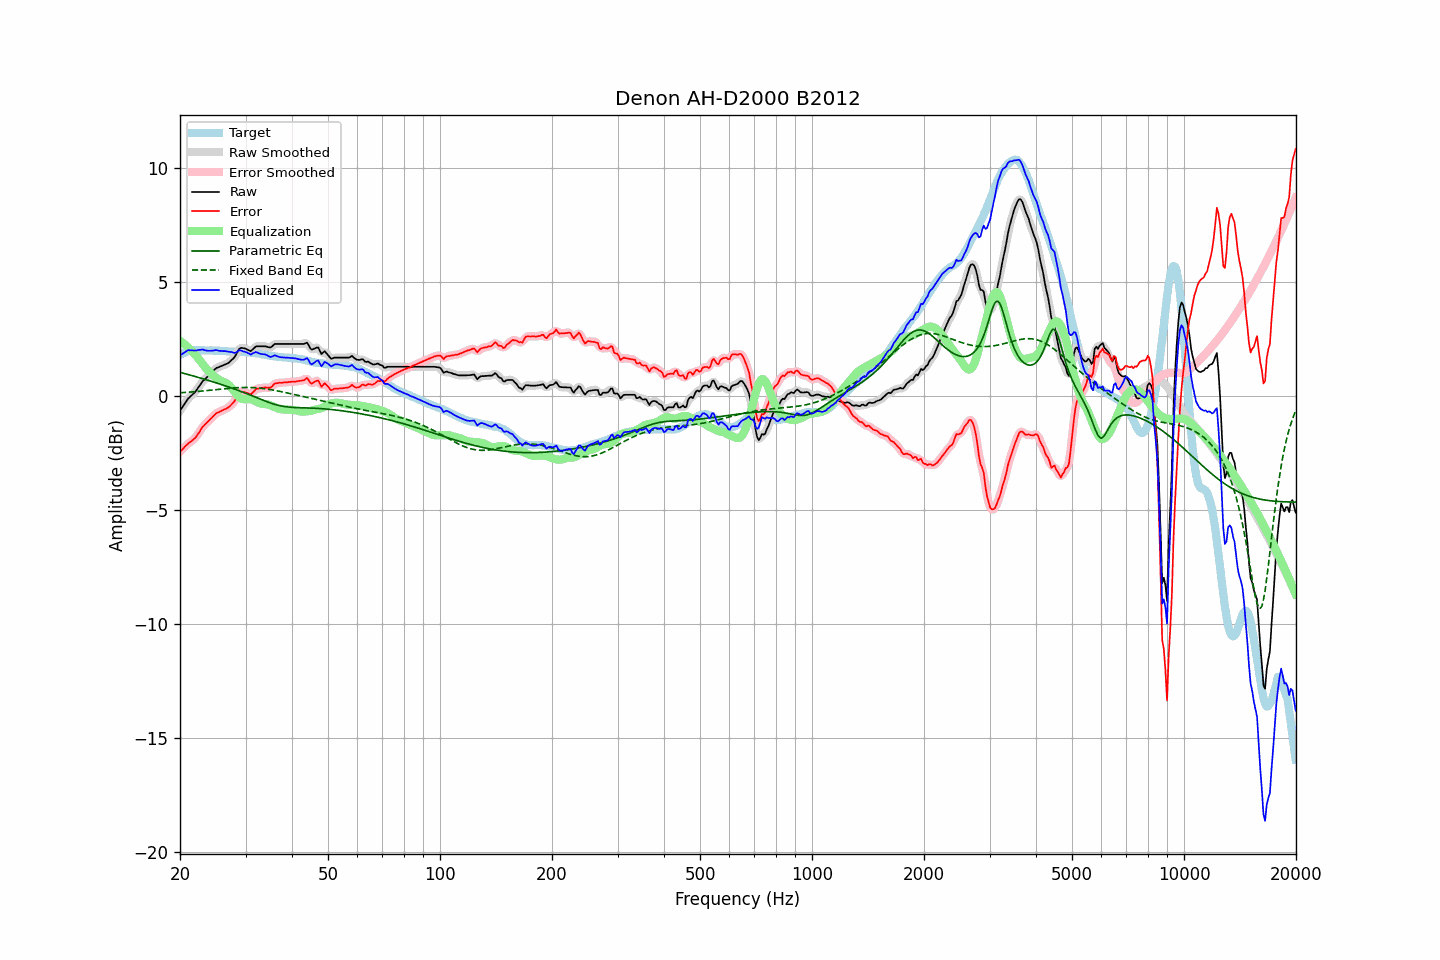 Denon AH-D2000 B2012
Target
Raw Smoothed
Error Smoothed
Raw
Error
Equalization
Parametric Eq
Fixed Band Eq
Equalized
10
5
0
−5
−10
−15
−20
Amplitude (dBr)
20 50 100 200 500 1000 2000 5000 10000 20000
Frequency (Hz)